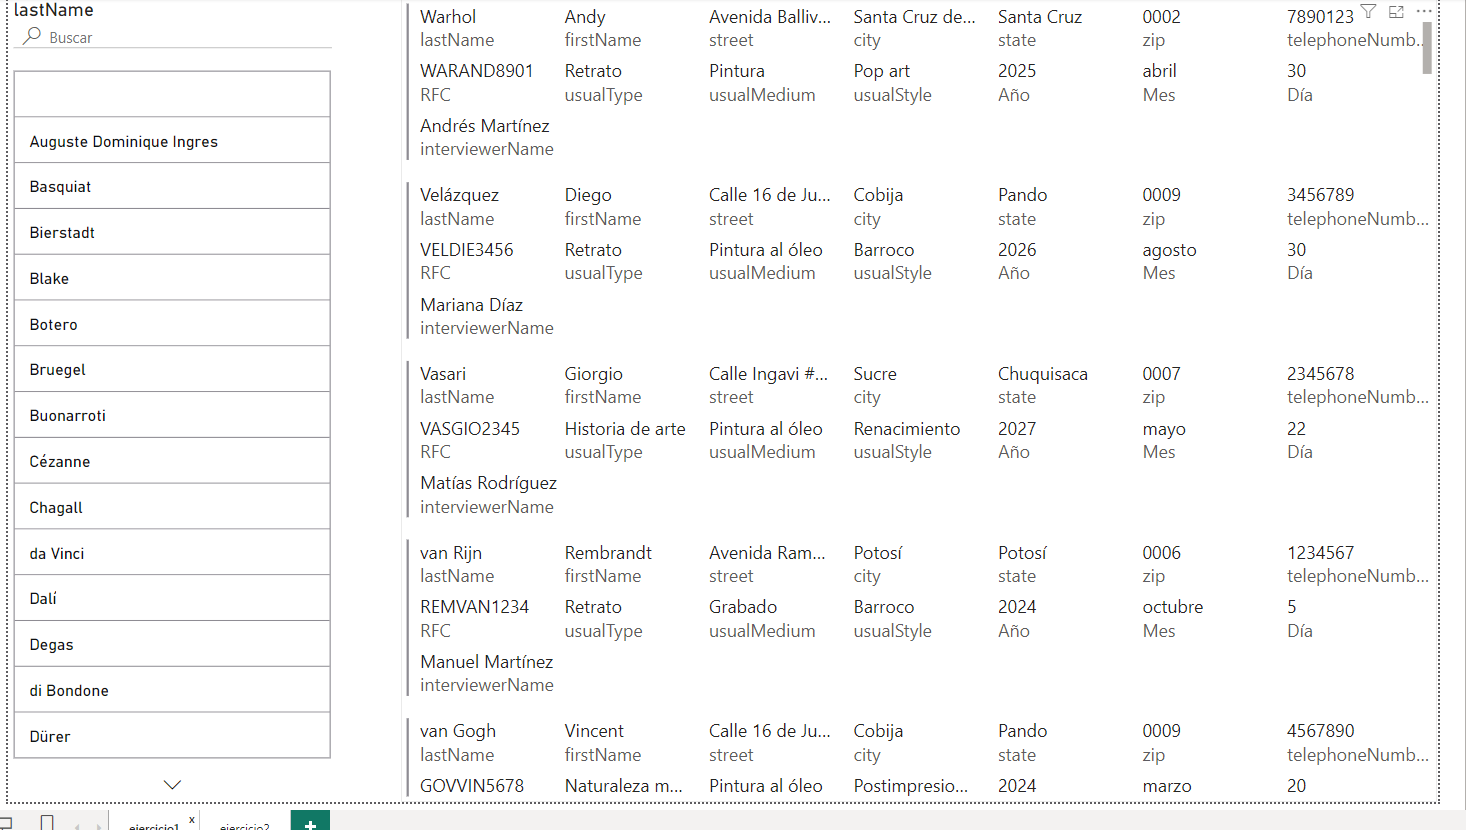 lastName
Buscar
Auguste Dominique Ingres
Basquiat
Bierstadt
Blake
Botero
Bruegel
Buonarroti
Cézanne
Chagall
da Vinci
Dalí
Degas
di Bondone
Dürer
Warhol Andy Avenida Balliv... Santa Cruz de... Santa Cruz 0002 7890123
lastName firstName street city state zip telephoneNumb...
WARAND8901 Retrato Pintura Pop art 2025 abril 30
RFC usualType usualMedium usualStyle Año Mes Día
Andrés Martínez
interviewerName
Velázquez Diego Calle 16 de Ju... Cobija Pando 0009 3456789
lastName firstName street city state zip telephoneNumb...
VELDIE3456 Retrato Pintura al óleo Barroco 2026 agosto 30
RFC usualType usualMedium usualStyle Año Mes Día
Mariana Díaz
interviewerName
Vasari Giorgio Calle Ingavi #... Sucre Chuquisaca 0007 2345678
lastName firstName street city state zip telephoneNumb...
VASGIO2345 Historia de arte Pintura al óleo Renacimiento 2027 mayo 22
RFC usualType usualMedium usualStyle Año Mes Día
Matías Rodríguez
interviewerName
van Rijn Rembrandt Avenida Ram... Potosí Potosí 0006 1234567
lastName firstName street city state zip telephoneNumb...
REMVAN1234 Retrato Grabado Barroco 2024 octubre 5
RFC usualType usualMedium usualStyle Año Mes Día
Manuel Martínez
interviewerName
van Gogh Vincent Calle 16 de Ju... Cobija Pando 0009 4567890
lastName firstName street city state zip telephoneNumb...
GOVVIN5678 Naturaleza m... Pintura al óleo Postimpresio... 2024 marzo 20
ejercicio1 x ejercicio2 +